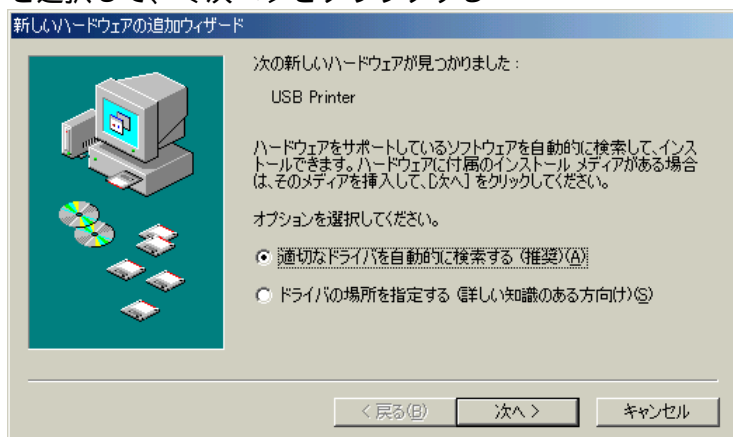 新しいハードウェアの追加ウィザード
次の新しいハードウェアが見つかりました :
USB Printer
ハードウェアをサポートしているソフトウェアを自動的に検索して、インス
トールできます。ハードウェアに付属のインストール メディアがある場合
は、そのメディアを挿入して、[次へ] をクリックしてください。
オプションを選択してください。
適切なドライバを自動的に検索する (推奨)(A)
ドライバの場所を指定する (詳しい知識のある方向け)(S)
< 戻る(B) 次へ > キャンセル